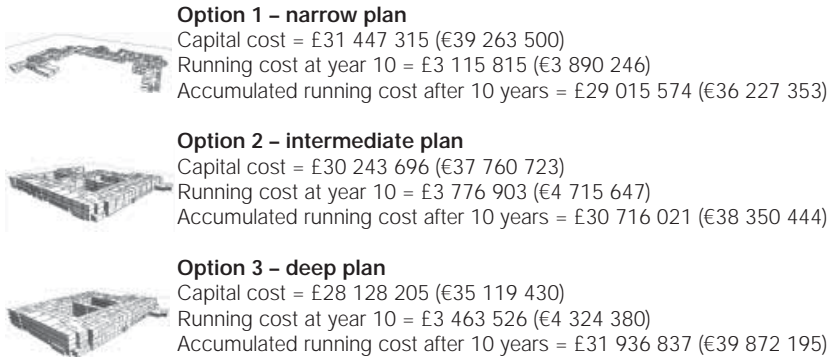 Option 1 – narrow plan
Capital cost = £31 447 315 (€39 263 500)
Running cost at year 10 = £3 115 815 (€3 890 246)
Accumulated running cost after 10 years = £29 015 574 (€36 227 353)
Option 2 – intermediate plan
Capital cost = £30 243 696 (€37 760 723)
Running cost at year 10 = £3 776 903 (€4 715 647)
Accumulated running cost after 10 years = £30 716 021 (€38 350 444)
Option 3 – deep plan
Capital cost = £28 128 205 (€35 119 430)
Running cost at year 10 = £3 463 526 (€4 324 380)
Accumulated running cost after 10 years = £31 936 837 (€39 872 195)